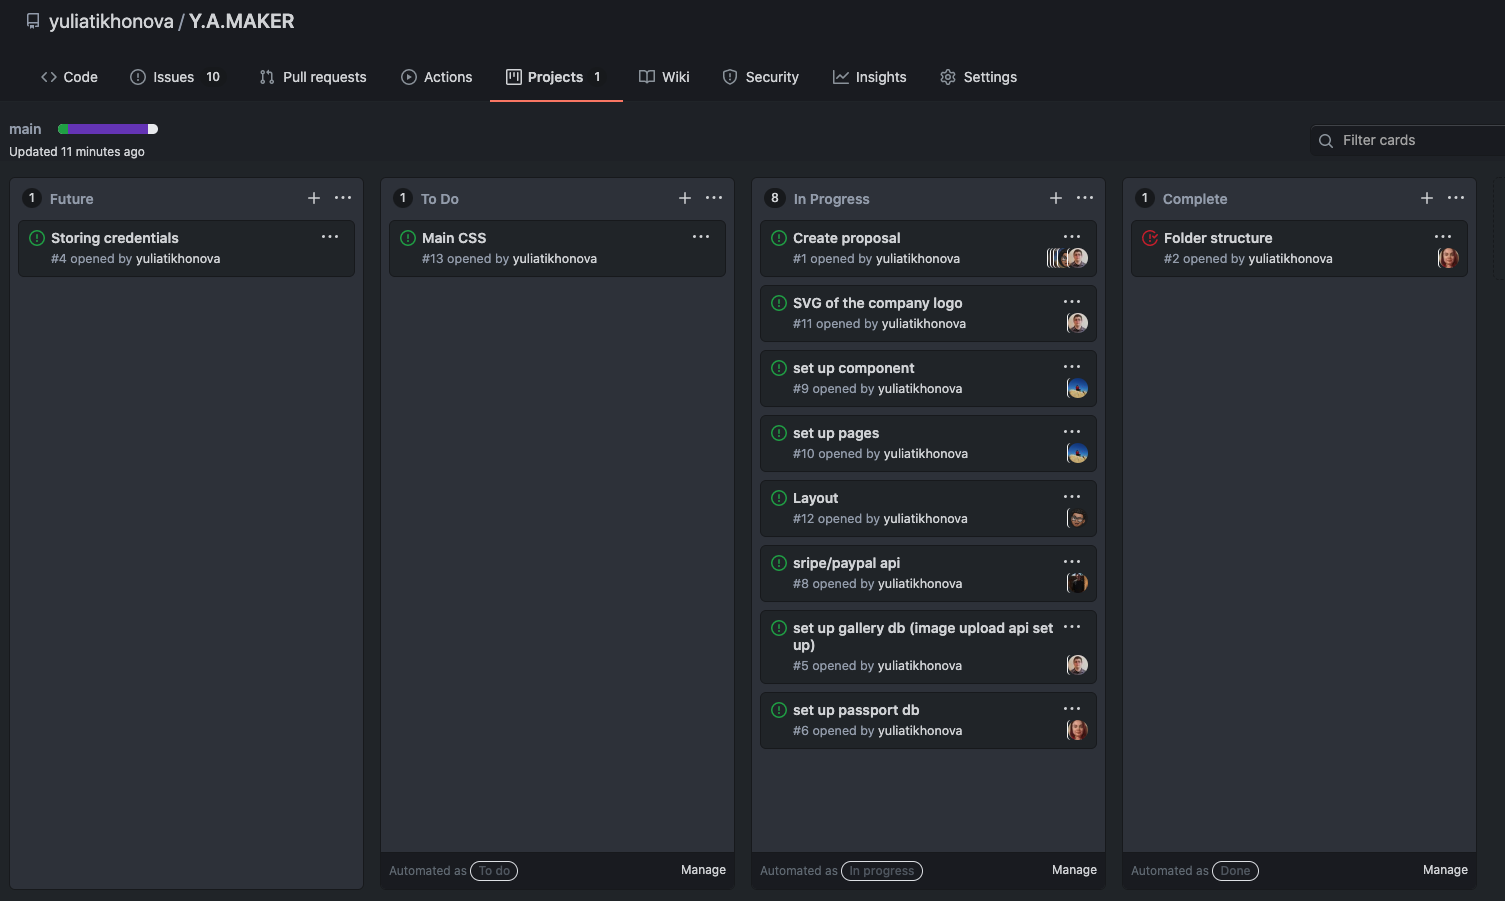 yuliatikhonova / Y.A.MAKER
Code
Issues 10
Pull requests
Actions
Projects 1
Wiki
Security
Insights
Settings
main
Updated 11 minutes ago
Filter cards
1 Future
Storing credentials
#4 opened by yuliatikhonova
1 To Do
Main CSS
#13 opened by yuliatikhonova
Automated as To do
Manage
8 In Progress
Create proposal
#1 opened by yuliatikhonova
SVG of the company logo
#11 opened by yuliatikhonova
set up component
#9 opened by yuliatikhonova
set up pages
#10 opened by yuliatikhonova
Layout
#12 opened by yuliatikhonova
sripe/paypal api
#8 opened by yuliatikhonova
set up gallery db (image upload api set
up)
#5 opened by yuliatikhonova
set up passport db
#6 opened by yuliatikhonova
Automated as In progress
Manage
1 Complete
Folder structure
#2 opened by yuliatikhonova
Automated as Done
Manage